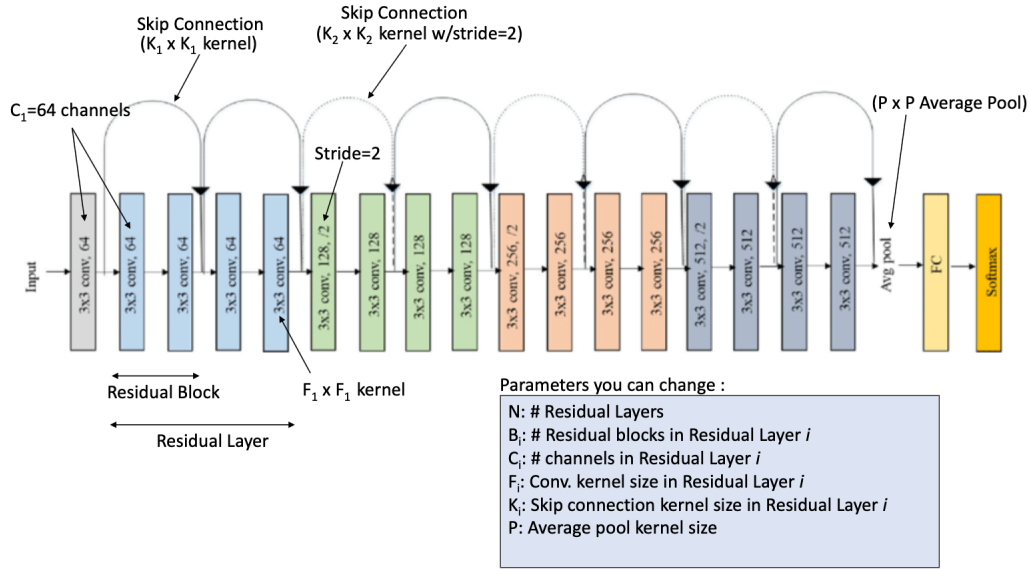 Skip Connection
(K₁ x K₁ kernel)
Skip Connection
(K₂ x K₂ kernel w/stride=2)
C₁=64 channels
(P x P Average Pool)
Stride=2
Input
3x3 conv, 64
3x3 conv, 64
3x3 conv, 64
3x3 conv, 64
3x3 conv, 64
3x3 conv, 128, /2
3x3 conv, 128
3x3 conv, 128
3x3 conv, 128
3x3 conv, 256, /2
3x3 conv, 256
3x3 conv, 256
3x3 conv, 256
3x3 conv, 512, /2
3x3 conv, 512
3x3 conv, 512
3x3 conv, 512
Avg pool
FC
Softmax
Residual Block
F₁ x F₁ kernel
Residual Layer
Parameters you can change :
N: # Residual Layers
Bᵢ: # Residual blocks in Residual Layer i
Cᵢ: # channels in Residual Layer i
Fᵢ: Conv. kernel size in Residual Layer i
Kᵢ: Skip connection kernel size in Residual Layer i
P: Average pool kernel size